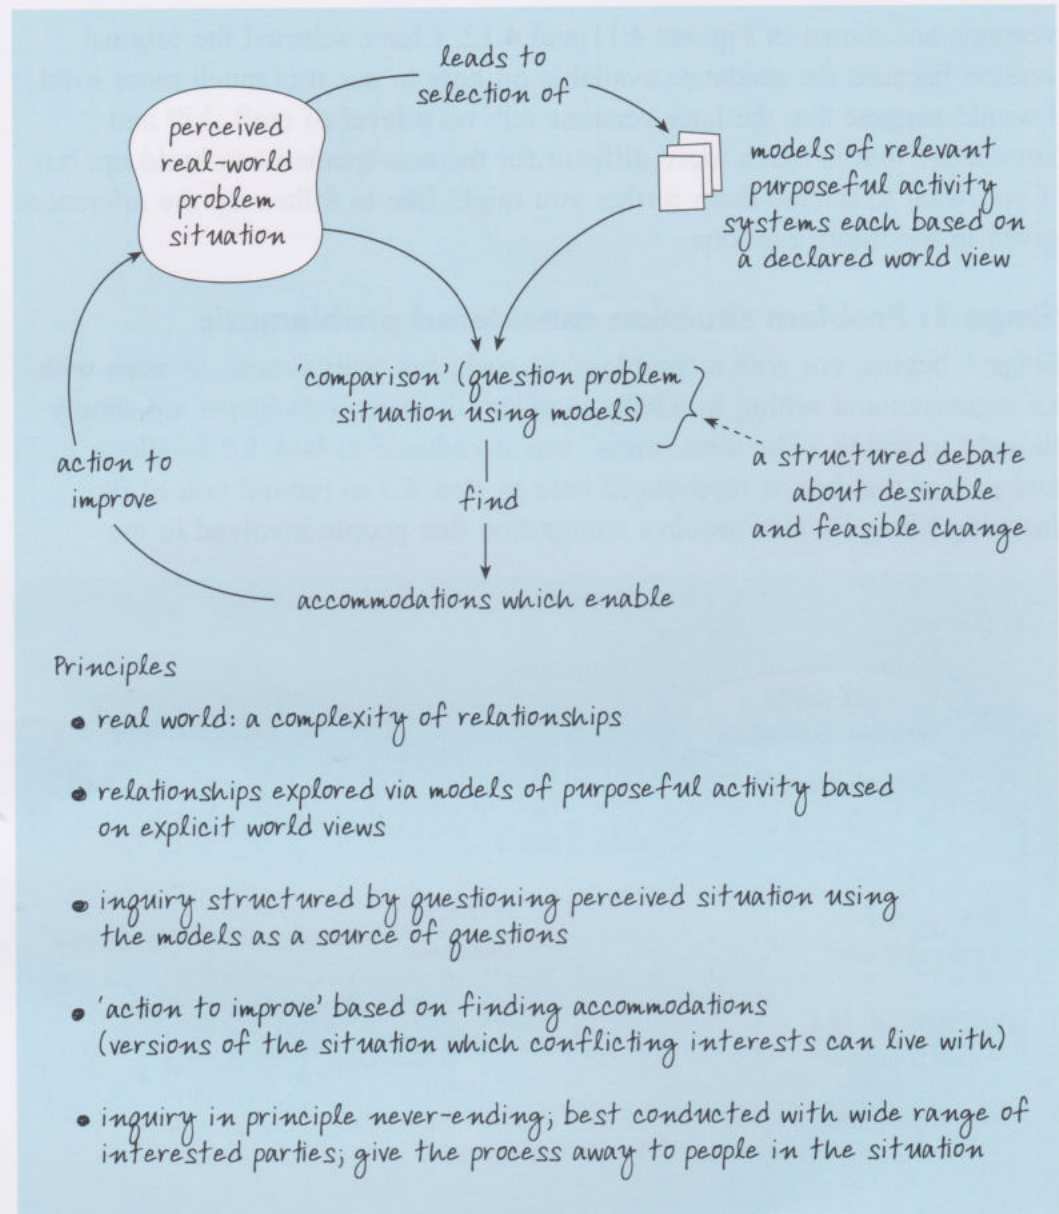 leads to
selection of
perceived
real-world
problem
situation
models of relevant
purposeful activity
systems each based on
a declared world view
'comparison' (question problem
situation using models)
a structured debate
about desirable
and feasible change
find
accommodations which enable
action to
improve
Principles
• real world: a complexity of relationships
• relationships explored via models of purposeful activity based
on explicit world views
• inquiry structured by questioning perceived situation using
the models as a source of questions
• 'action to improve' based on finding accommodations
(versions of the situation which conflicting interests can live with)
• inquiry in principle never-ending; best conducted with wide range of
interested parties; give the process away to people in the situation